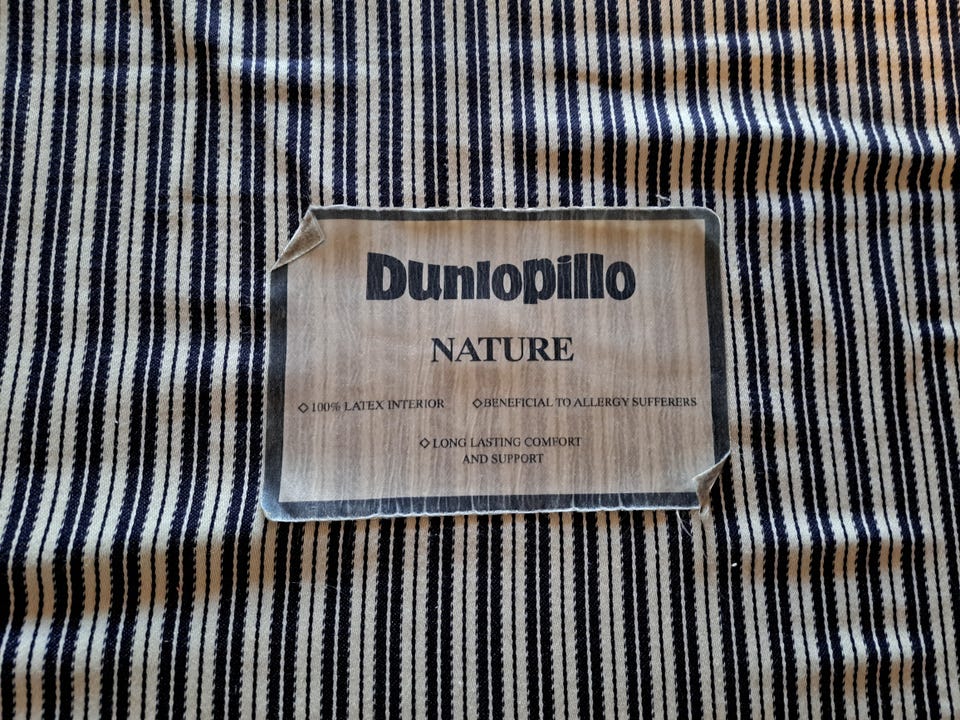 Dunlopillo
NATURE
◇ 100% LATEX INTERIOR ◇ BENEFICIAL TO ALLERGY SUFFERERS
◇ LONG LASTING COMFORT
AND SUPPORT